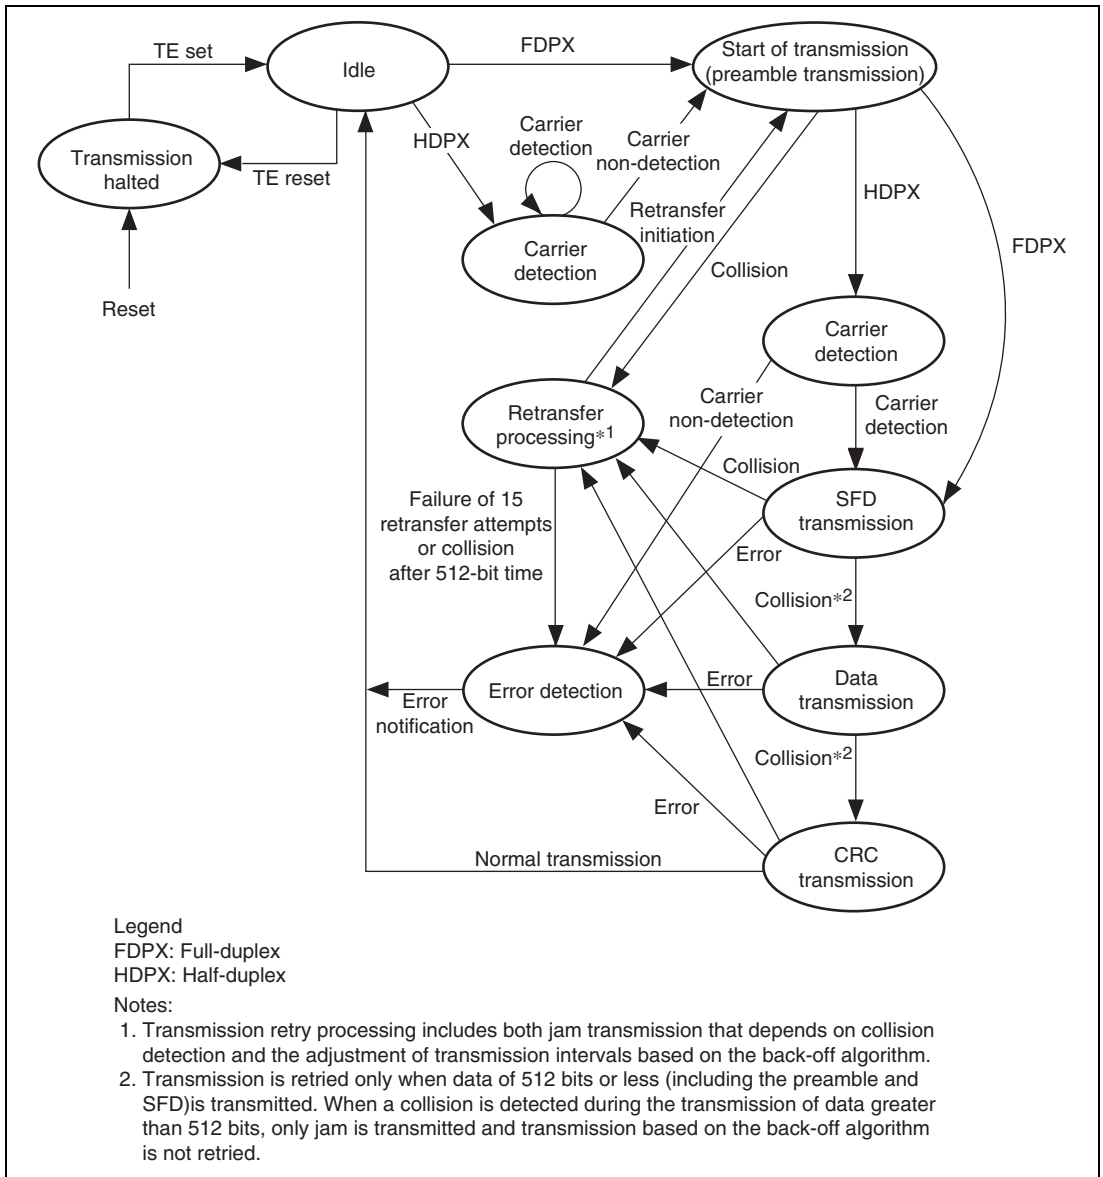 TE set
Idle
FDPX
Start of transmission
(preamble transmission)
Transmission
halted
TE reset
HDPX
Carrier
detection
Carrier
non-detection
Reset
Carrier
detection
Retransfer
initiation
Collision
HDPX
FDPX
Carrier
detection
Carrier
non-detection
Carrier
detection
Retransfer
processing*1
Collision
SFD
transmission
Failure of 15
retransfer attempts
or collision
after 512-bit time
Error
Collision*2
Error detection
Error
Data
transmission
Error
notification
Collision*2
Error
Normal transmission
CRC
transmission
Legend
FDPX: Full-duplex
HDPX: Half-duplex
Notes:
1. Transmission retry processing includes both jam transmission that depends on collision
detection and the adjustment of transmission intervals based on the back-off algorithm.
2. Transmission is retried only when data of 512 bits or less (including the preamble and
SFD)is transmitted. When a collision is detected during the transmission of data greater
than 512 bits, only jam is transmitted and transmission based on the back-off algorithm
is not retried.